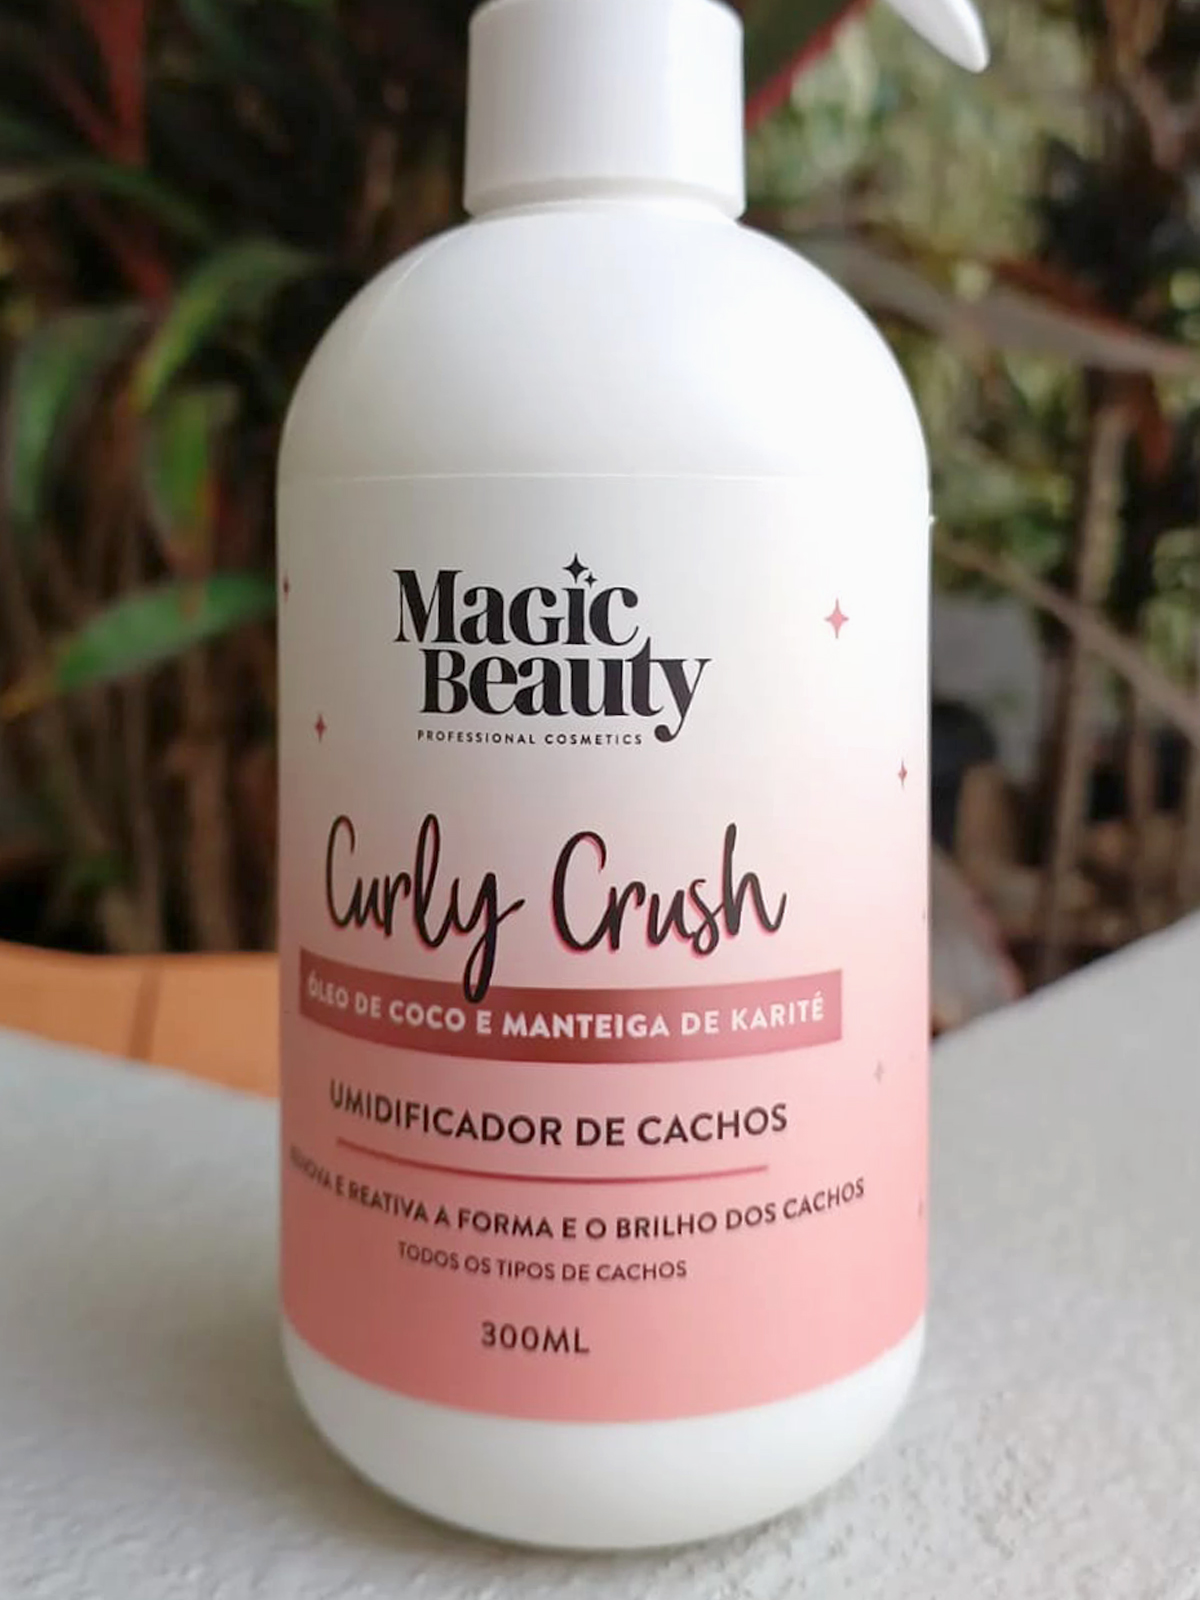 Magic
Beauty
PROFESSIONAL COSMETICS
Curly Crush
ÓLEO DE COCO E MANTEIGA DE KARITÉ
UMIDIFICADOR DE CACHOS
RENOVA E REATIVA A FORMA E O BRILHO DOS CACHOS
TODOS OS TIPOS DE CACHOS
300ML